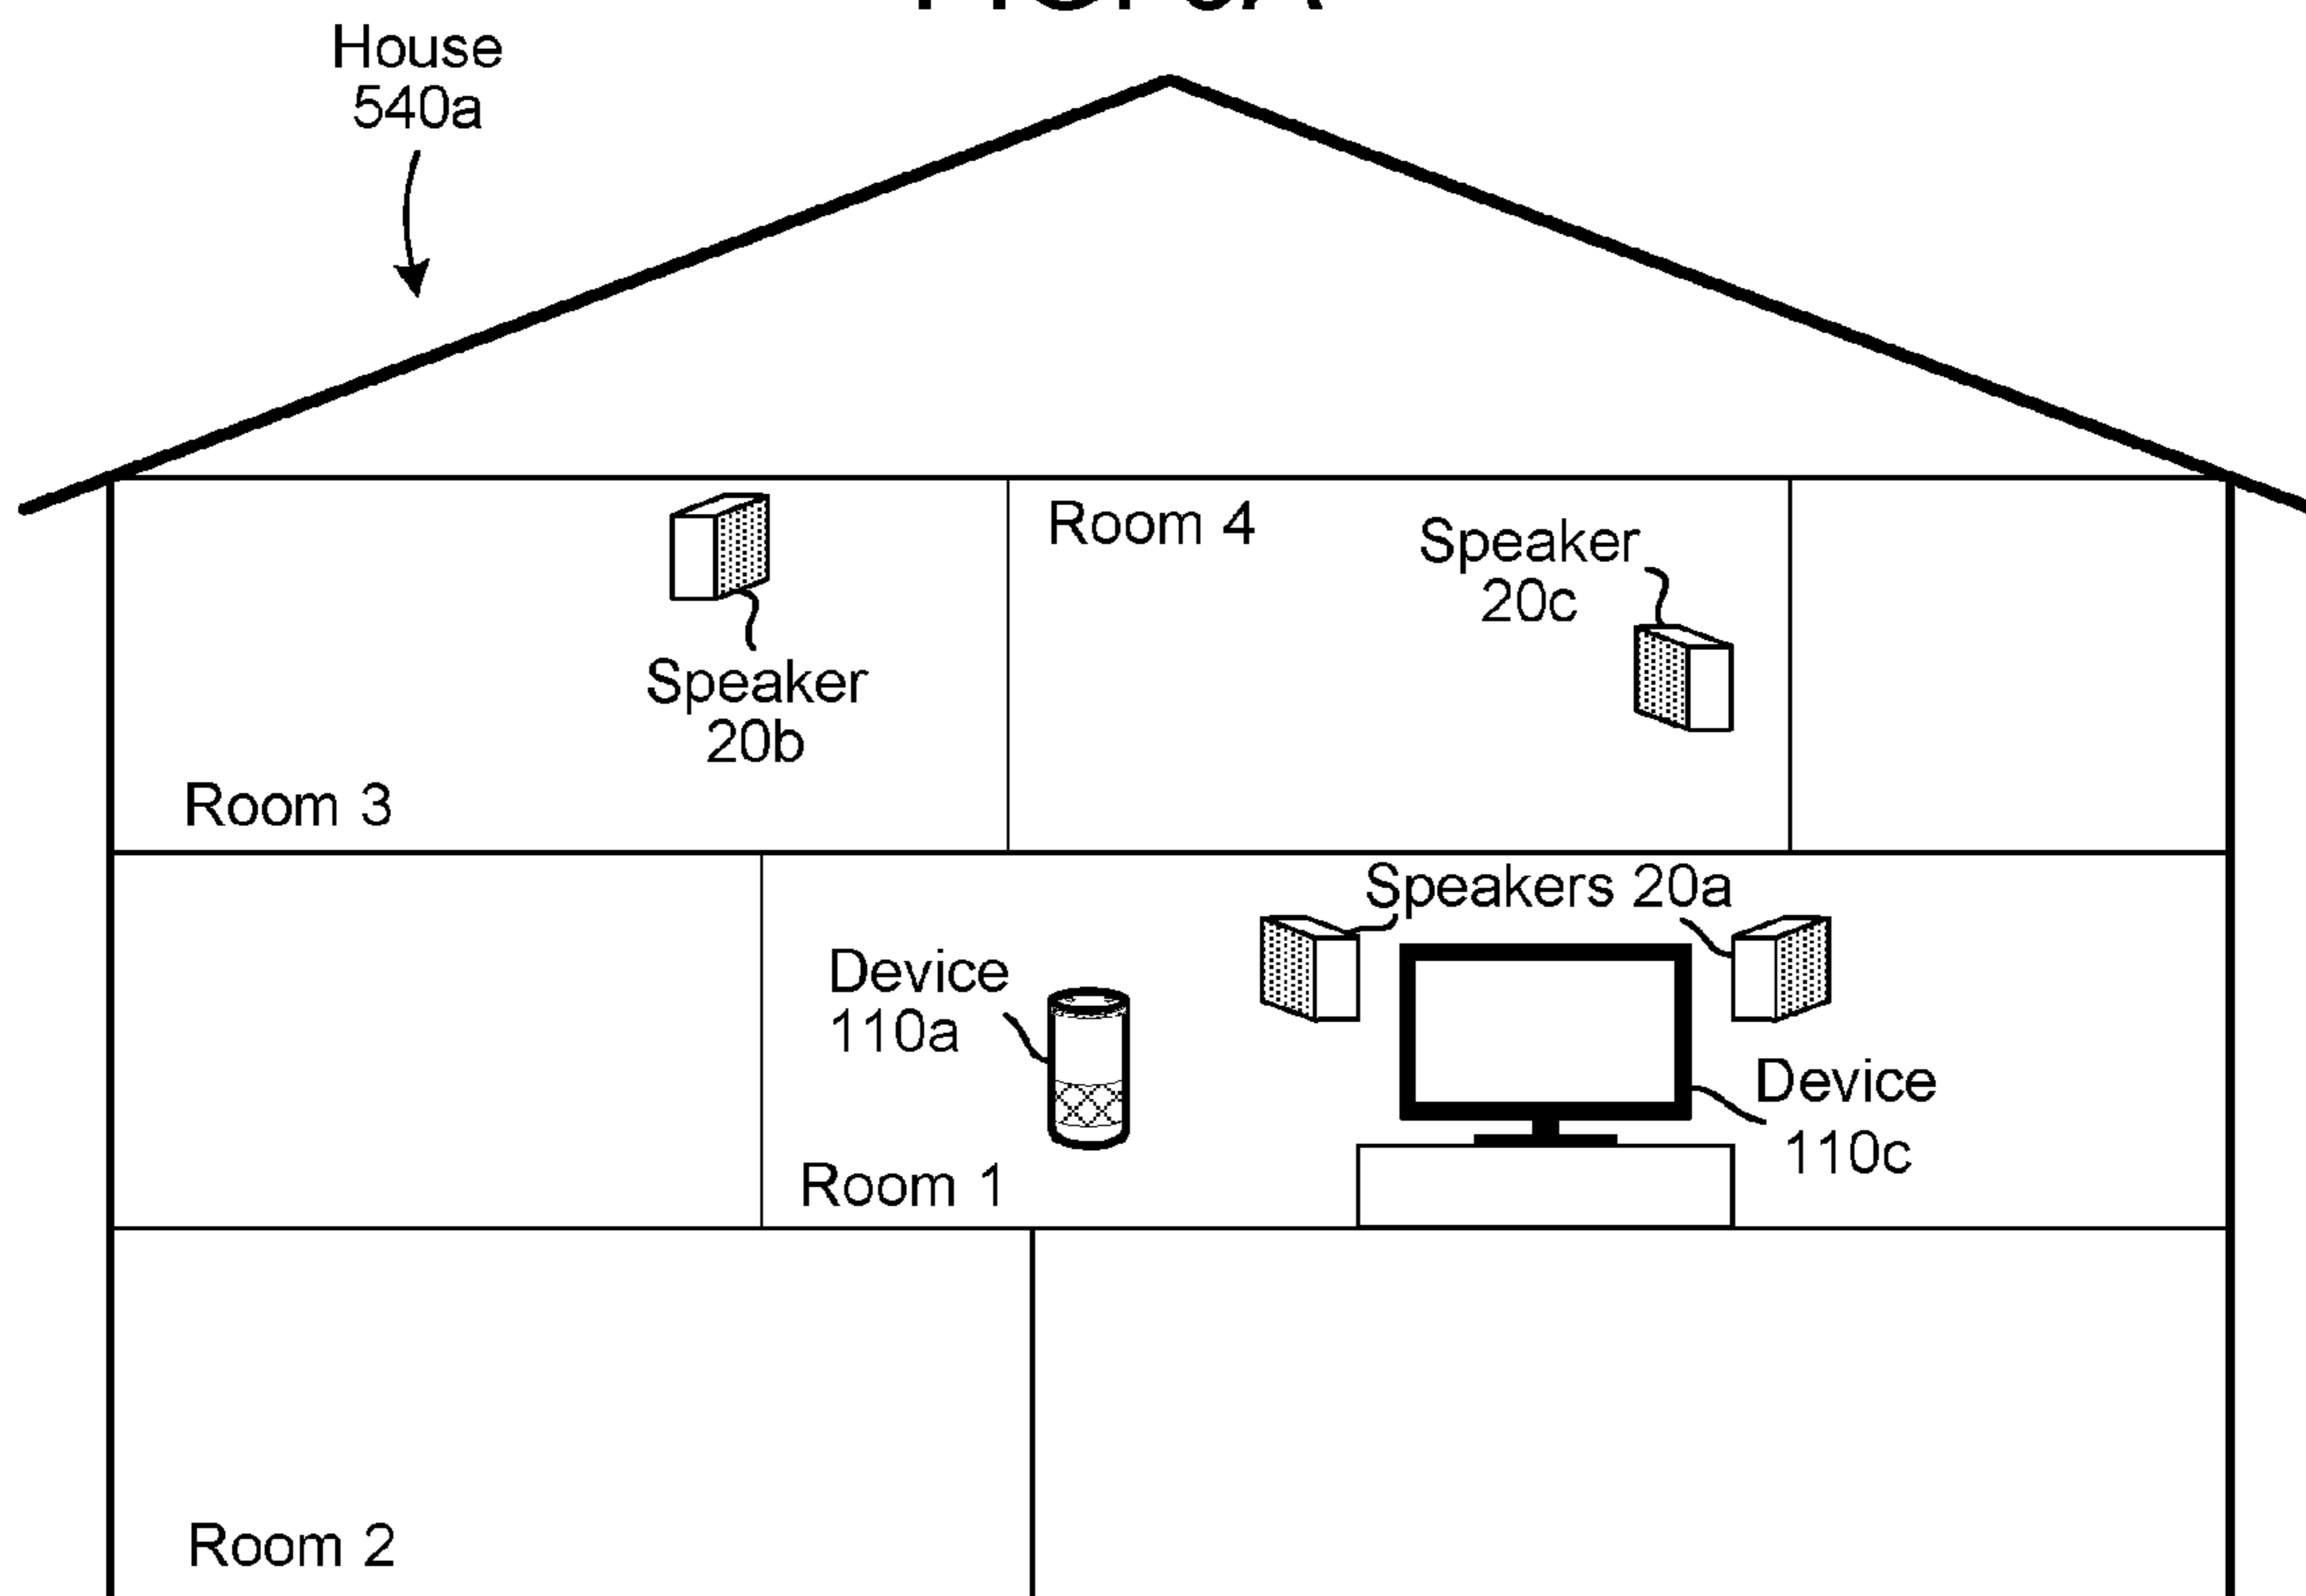 House
540a
Room 4
Speaker
20c
Speaker
20b
Room 3
Speakers 20a
Device
110a
Device
110c
Room 1
Room 2